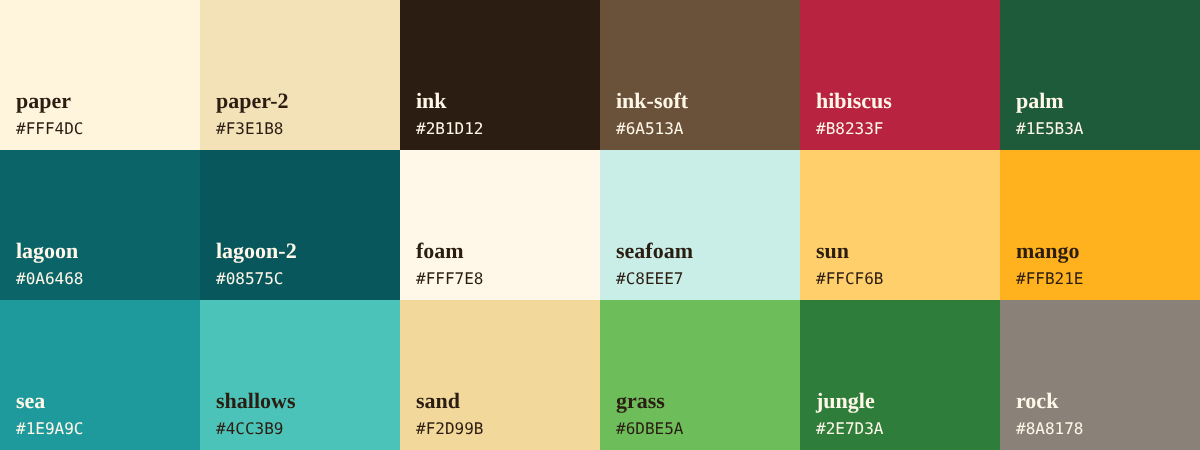 paper
#FFF4DC
paper-2
#F3E1B8
ink
#2B1D12
ink-soft
#6A513A
hibiscus
#B8233F
palm
#1E5B3A
lagoon
#0A6468
lagoon-2
#08575C
foam
#FFF7E8
seafoam
#C8EEE7
sun
#FFCF6B
mango
#FFB21E
sea
#1E9A9C
shallows
#4CC3B9
sand
#F2D99B
grass
#6DBE5A
jungle
#2E7D3A
rock
#8A8178